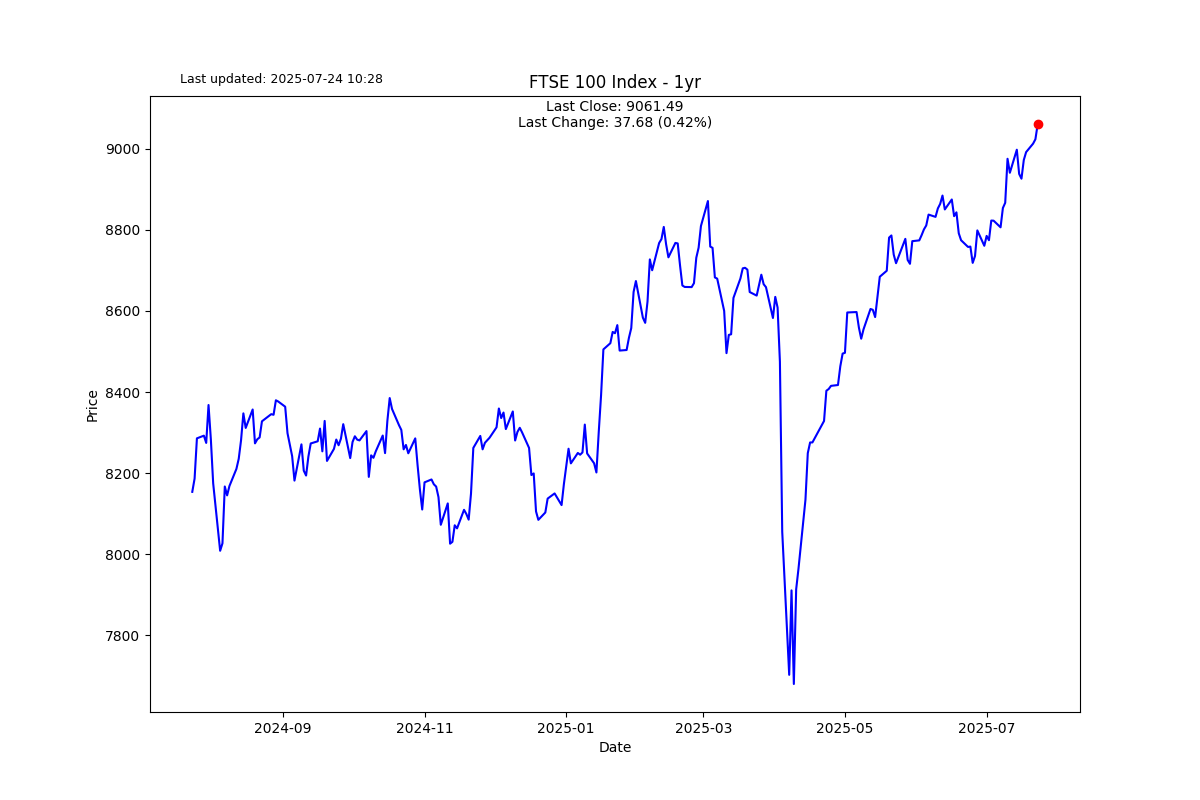 Last updated: 2025-07-24 10:28
FTSE 100 Index - 1yr
Last Close: 9061.49
Last Change: 37.68 (0.42%)
9000
8800
8600
8400
8200
8000
7800
Price
2024-09 2024-11 2025-01 2025-03 2025-05 2025-07
Date